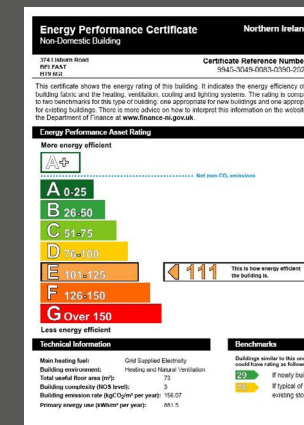 Energy Performance Certificate
Northern Irelan
Non-Domestic Building
374 Lisburn Road
BELFAST
BT9 6GL
Certificate Reference Numbe
This certificate shows the energy rating of this building. It indicates the energy efficiency o
building fabric and the heating, ventilation, cooling and lighting systems. The rating is compa
to two benchmarks for this type of building: one appropriate for new buildings and one approp
for existing buildings. There is more advice on how to interpret this information on the websit
the Department of Finance at www.finance-ni.gov.uk.
Energy Performance Asset Rating
More energy efficient
A+
Net zero CO₂ emissions
A 0-25
B 26-50
C 51-75
D 76-100
E 101-125
111
This is how energy efficient
the building is.
F 126-150
G Over 150
Less energy efficient
Technical Information
Main heating fuel: Grid Supplied Electricity
Building environment: Heating and Natural Ventilation
Total useful floor area (m²): 73
Building complexity (NOS level): 3
Building emission rate (kgCO₂/m² per year): 196.07
Primary energy use (kWh/m² per year):
Benchmarks
Buildings similar to this on
could have rating as follow
29 If newly bui
If typical of
existing sto